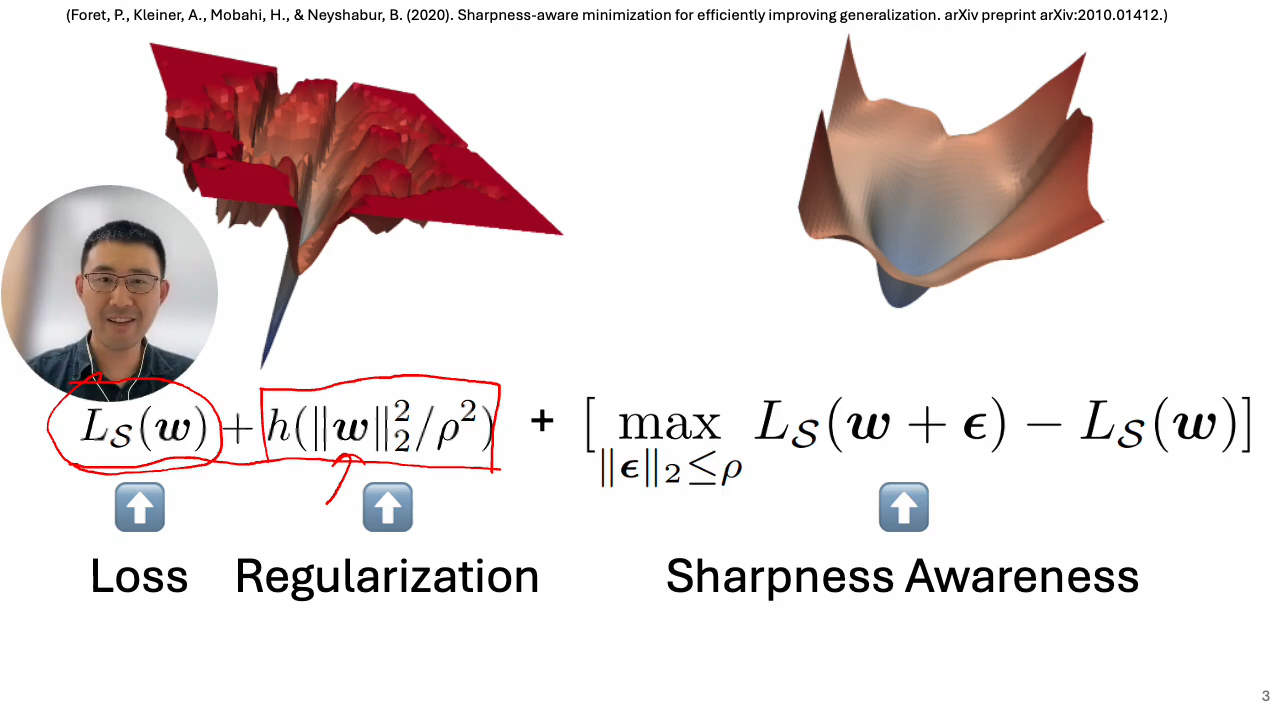 (Foret, P., Kleiner, A., Mobahi, H., & Neyshabur, B. (2020). Sharpness-aware minimization for efficiently improving generalization. arXiv preprint arXiv:2010.01412.)
L_𝒮(𝒘) + h(‖𝒘‖₂²/ρ²) + [ max_{‖𝝐‖₂≤ρ} L_𝒮(𝒘 + 𝝐) − L_𝒮(𝒘)]
Loss Regularization Sharpness Awareness
3